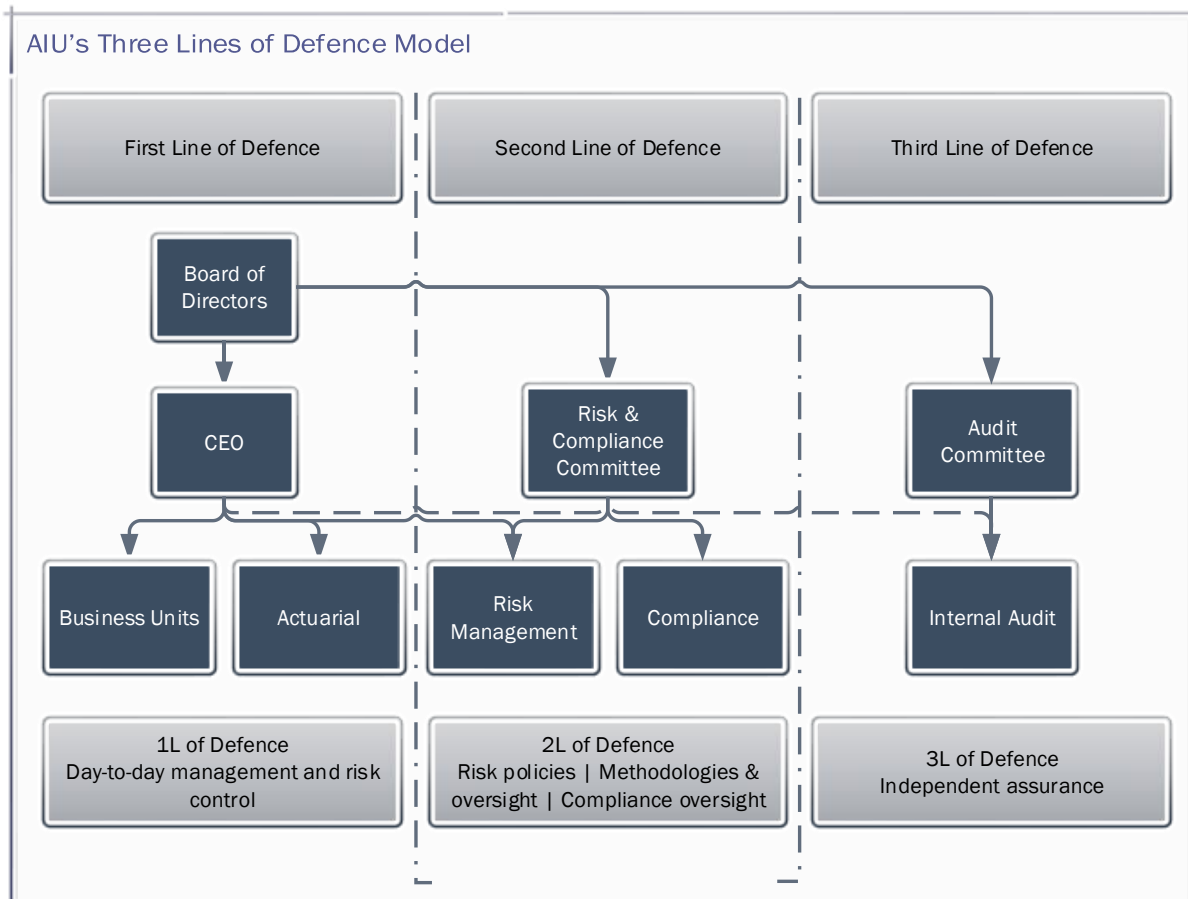 AIU’s Three Lines of Defence Model
First Line of Defence
Second Line of Defence
Third Line of Defence
Board of
Directors
CEO
Risk &
Compliance
Committee
Audit
Committee
Business Units
Actuarial
Risk
Management
Compliance
Internal Audit
1L of Defence
Day-to-day management and risk
control
2L of Defence
Risk policies | Methodologies &
oversight | Compliance oversight
3L of Defence
Independent assurance